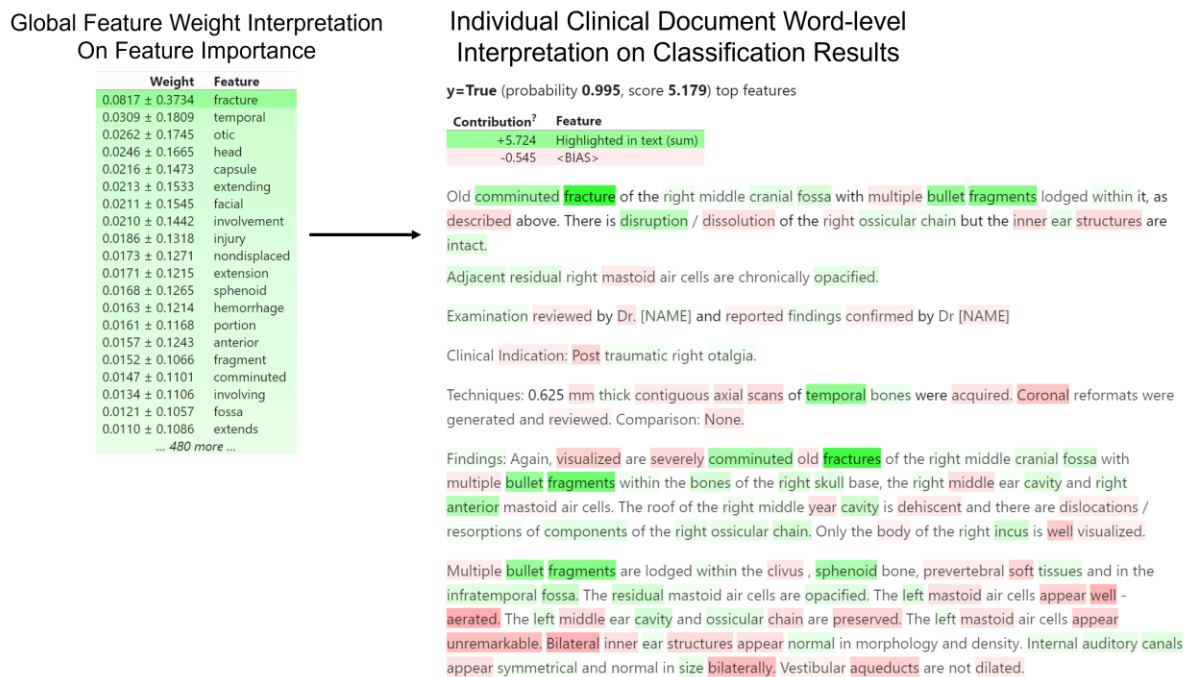 Global Feature Weight Interpretation
On Feature Importance
Weight Feature
0.0817 ± 0.3734 fracture
0.0309 ± 0.1809 temporal
0.0262 ± 0.1745 otic
0.0246 ± 0.1665 head
0.0216 ± 0.1473 capsule
0.0213 ± 0.1533 extending
0.0211 ± 0.1545 facial
0.0210 ± 0.1442 involvement
0.0186 ± 0.1318 injury
0.0173 ± 0.1271 nondisplaced
0.0171 ± 0.1215 extension
0.0168 ± 0.1265 sphenoid
0.0163 ± 0.1214 hemorrhage
0.0161 ± 0.1168 portion
0.0157 ± 0.1243 anterior
0.0152 ± 0.1066 fragment
0.0147 ± 0.1101 comminuted
0.0134 ± 0.1106 involving
0.0121 ± 0.1057 fossa
0.0110 ± 0.1086 extends
... 480 more ...
Individual Clinical Document Word-level
Interpretation on Classification Results
y=True (probability 0.995, score 5.179) top features
Contribution? Feature
+5.724 Highlighted in text (sum)
-0.545 <BIAS>
Old comminuted fracture of the right middle cranial fossa with multiple bullet fragments lodged within it, as
described above. There is disruption / dissolution of the right ossicular chain but the inner ear structures are
intact.
Adjacent residual right mastoid air cells are chronically opacified.
Examination reviewed by Dr. [NAME] and reported findings confirmed by Dr [NAME]
Clinical Indication: Post traumatic right otalgia.
Techniques: 0.625 mm thick contiguous axial scans of temporal bones were acquired. Coronal reformats were
generated and reviewed. Comparison: None.
Findings: Again, visualized are severely comminuted old fractures of the right middle cranial fossa with
multiple bullet fragments within the bones of the right skull base, the right middle ear cavity and right
anterior mastoid air cells. The roof of the right middle year cavity is dehiscent and there are dislocations /
resorptions of components of the right ossicular chain. Only the body of the right incus is well visualized.
Multiple bullet fragments are lodged within the clivus , sphenoid bone, prevertebral soft tissues and in the
infratemporal fossa. The residual mastoid air cells are opacified. The left mastoid air cells appear well -
aerated. The left middle ear cavity and ossicular chain are preserved. The left mastoid air cells appear
unremarkable. Bilateral inner ear structures appear normal in morphology and density. Internal auditory canals
appear symmetrical and normal in size bilaterally. Vestibular aqueducts are not dilated.